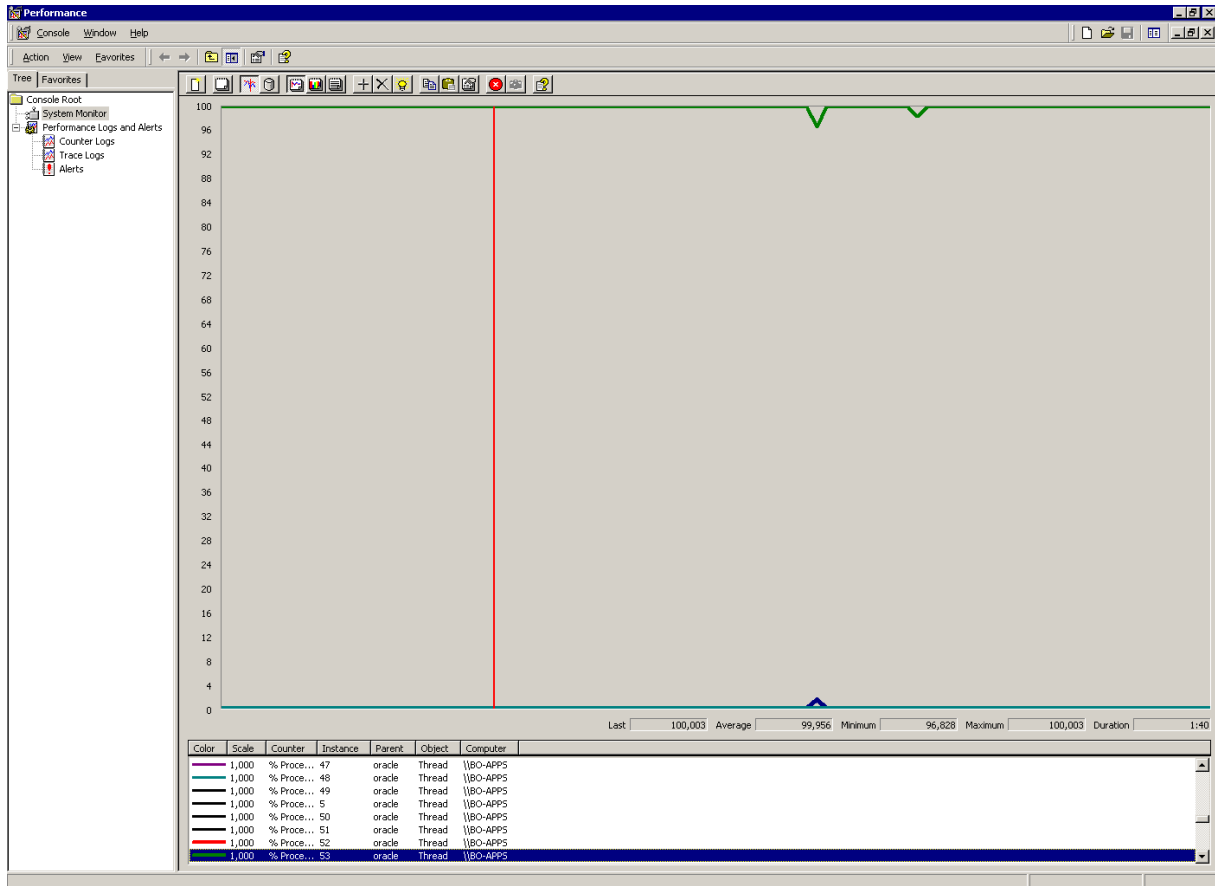 Performance
Console Window Help
Action View Favorites
Tree Favorites
Console Root
System Monitor
Performance Logs and Alerts
Counter Logs
Trace Logs
Alerts
100
96
92
88
84
80
76
72
68
64
60
56
52
48
44
40
36
32
28
24
20
16
12
8
4
0
Last 100,003 Average 99,956 Minimum 96,828 Maximum 100,003 Duration 1:40
Color Scale Counter Instance Parent Object Computer
1,000 % Proce... 47 oracle Thread \\BO-APPS
1,000 % Proce... 48 oracle Thread \\BO-APPS
1,000 % Proce... 49 oracle Thread \\BO-APPS
1,000 % Proce... 5 oracle Thread \\BO-APPS
1,000 % Proce... 50 oracle Thread \\BO-APPS
1,000 % Proce... 51 oracle Thread \\BO-APPS
1,000 % Proce... 52 oracle Thread \\BO-APPS
1,000 % Proce... 53 oracle Thread \\BO-APPS